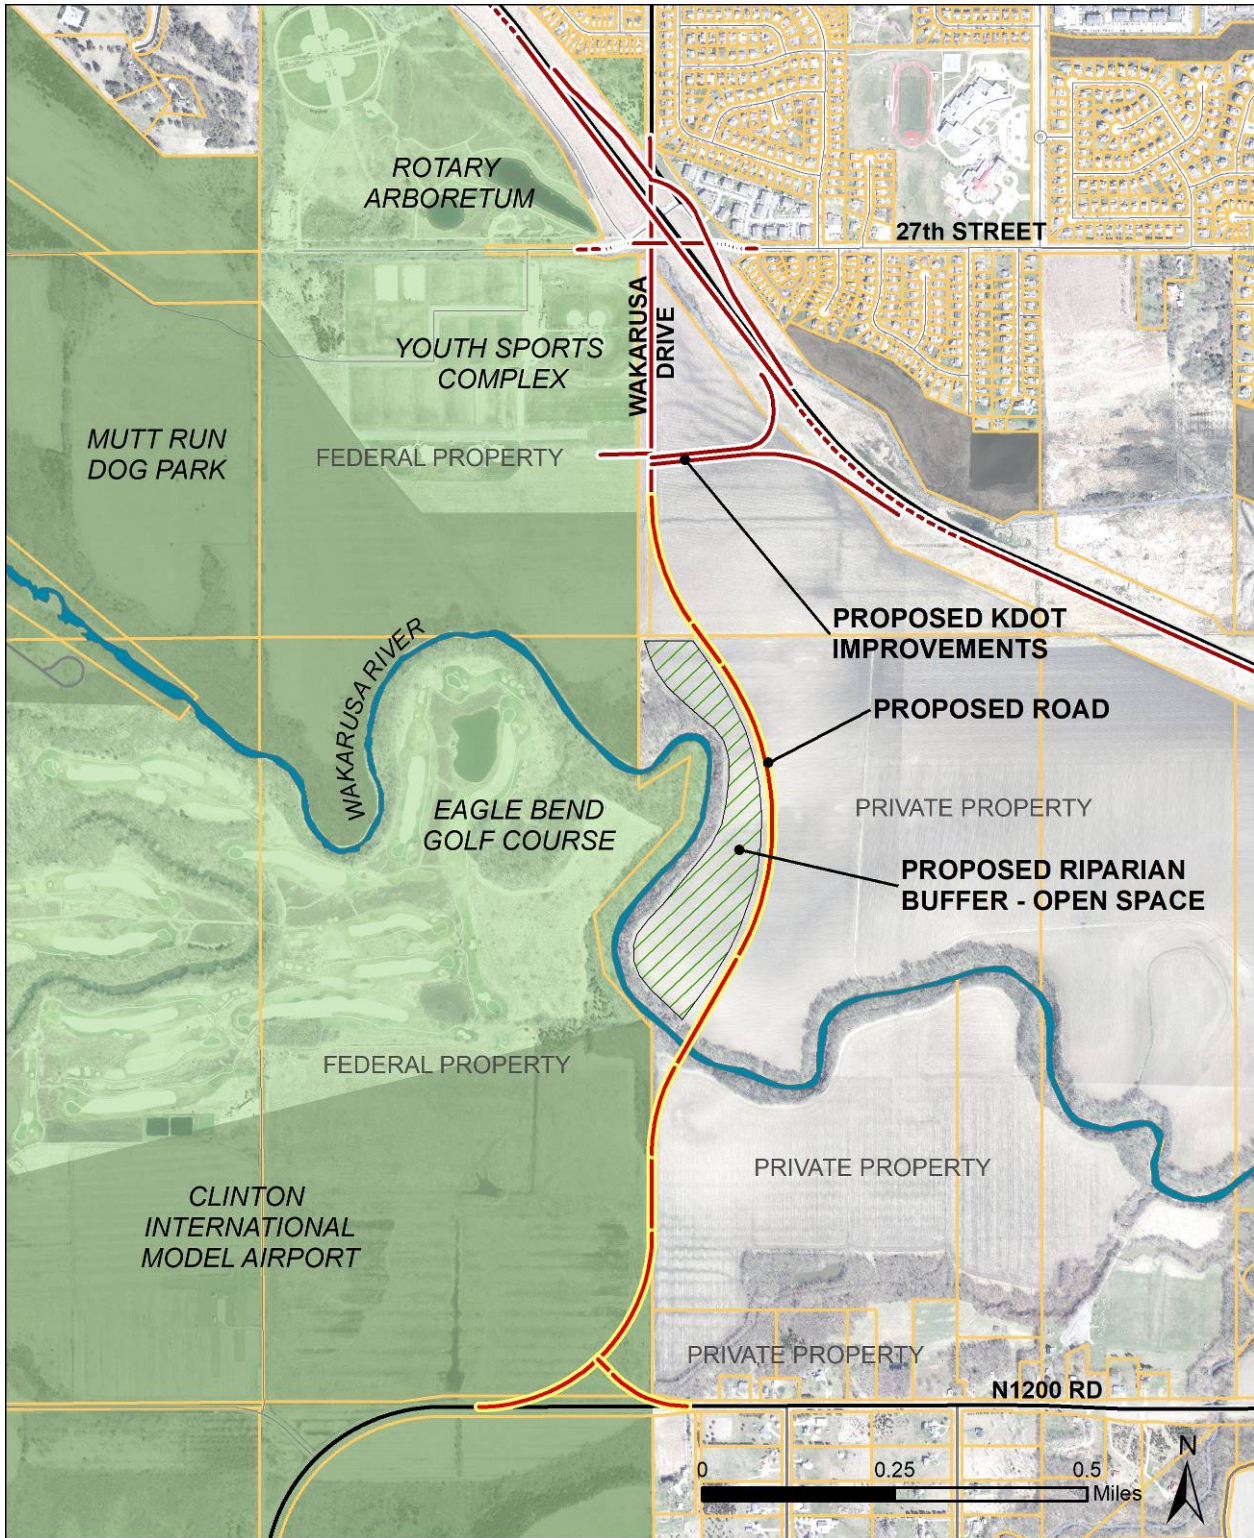 ROTARY
ARBORETUM
27th STREET
WAKARUSA
DRIVE
YOUTH SPORTS
COMPLEX
MUTT RUN
DOG PARK
FEDERAL PROPERTY
PROPOSED KDOT
IMPROVEMENTS
WAKARUSA RIVER
PROPOSED ROAD
EAGLE BEND
GOLF COURSE
PRIVATE PROPERTY
PROPOSED RIPARIAN
BUFFER - OPEN SPACE
FEDERAL PROPERTY
PRIVATE PROPERTY
CLINTON
INTERNATIONAL
MODEL AIRPORT
PRIVATE PROPERTY
N1200 RD
N
0 0.25 0.5
Miles